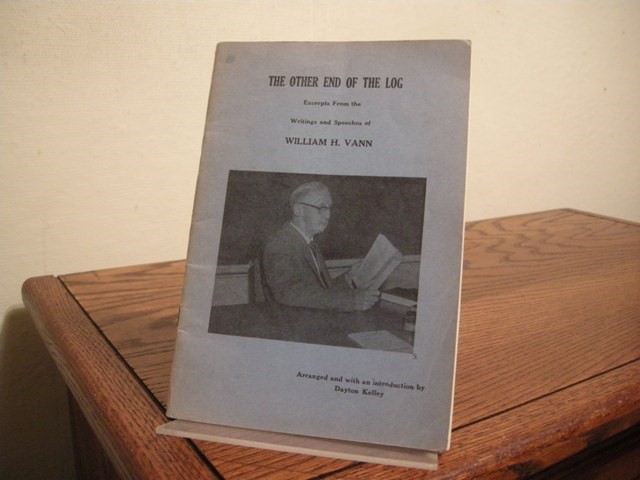 THE OTHER END OF THE LOG
Excerpts From the
Writings and Speeches of
WILLIAM H. VANN
Arranged and with an introduction by
Dayton Kelley